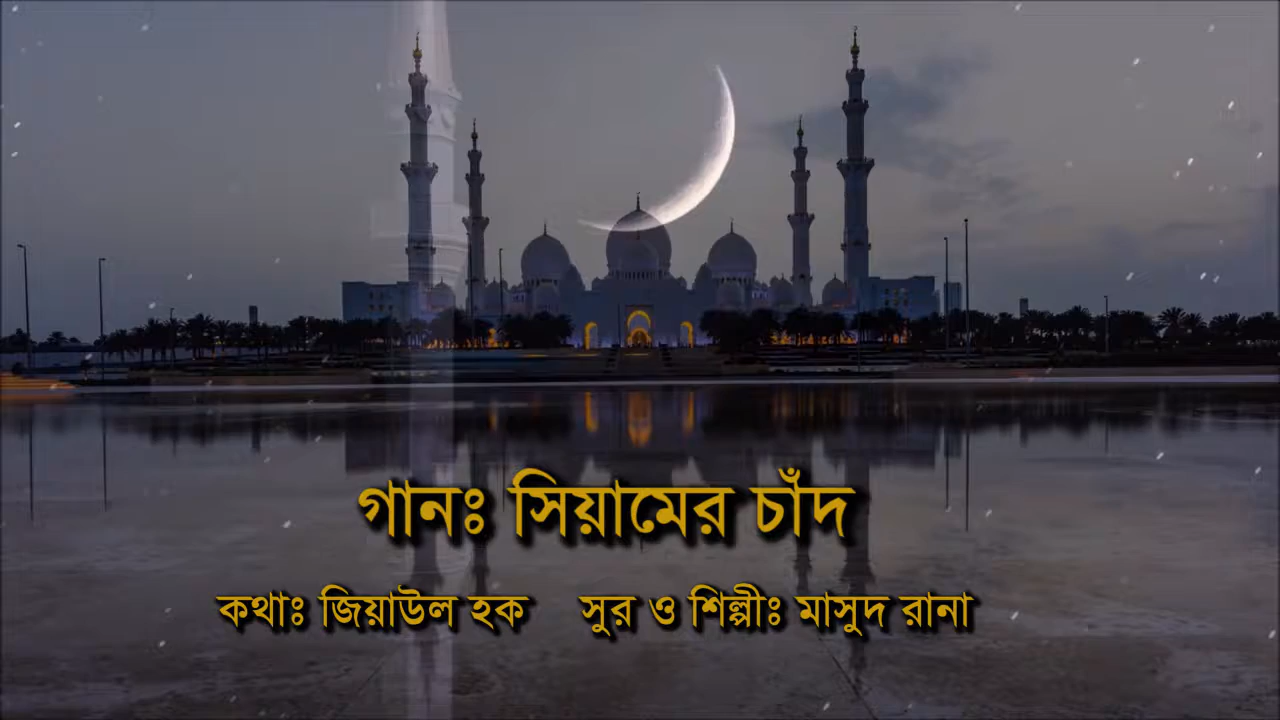 গানঃ সিয়ামের চাঁদ
কথাঃ জিয়াউল হক সুর ও শিল্পীঃ মাসুদ রানা